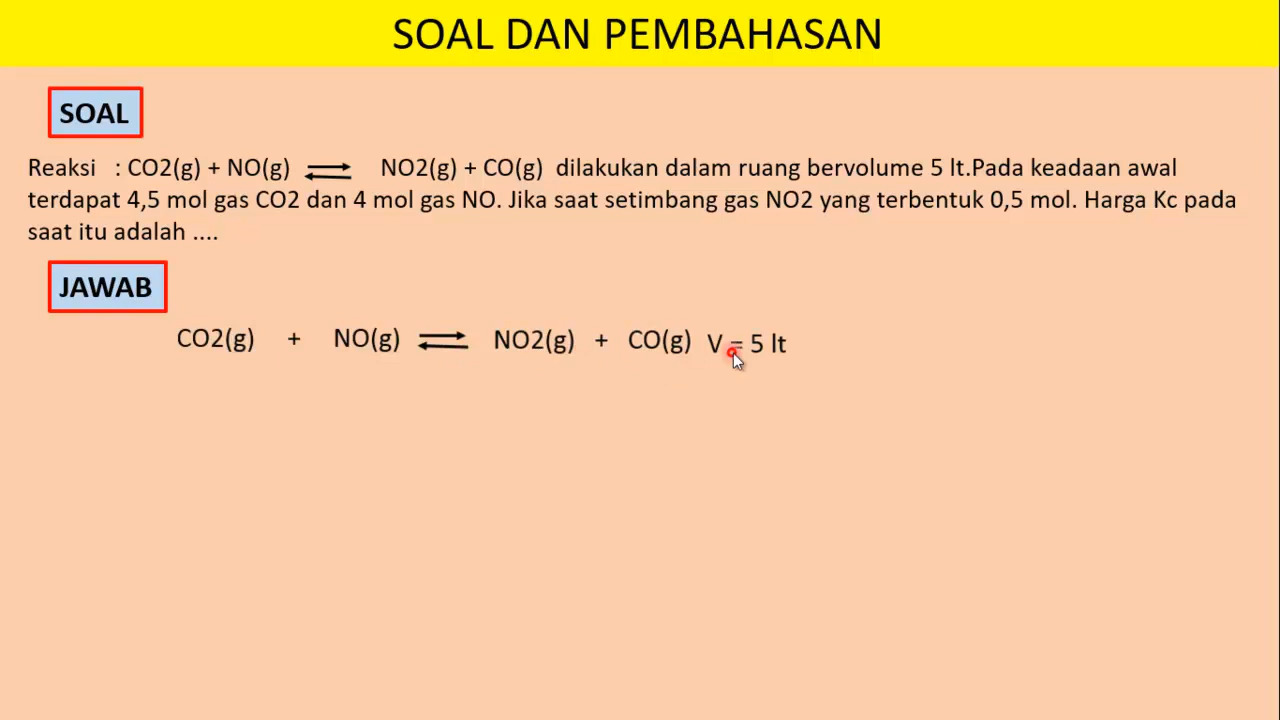 SOAL DAN PEMBAHASAN
SOAL
Reaksi : CO2(g) + NO(g) ⇌ NO2(g) + CO(g) dilakukan dalam ruang bervolume 5 lt.Pada keadaan awal
terdapat 4,5 mol gas CO2 dan 4 mol gas NO. Jika saat setimbang gas NO2 yang terbentuk 0,5 mol. Harga Kc pada
saat itu adalah ....
JAWAB
CO2(g) + NO(g) ⇌ NO2(g) + CO(g) V = 5 lt